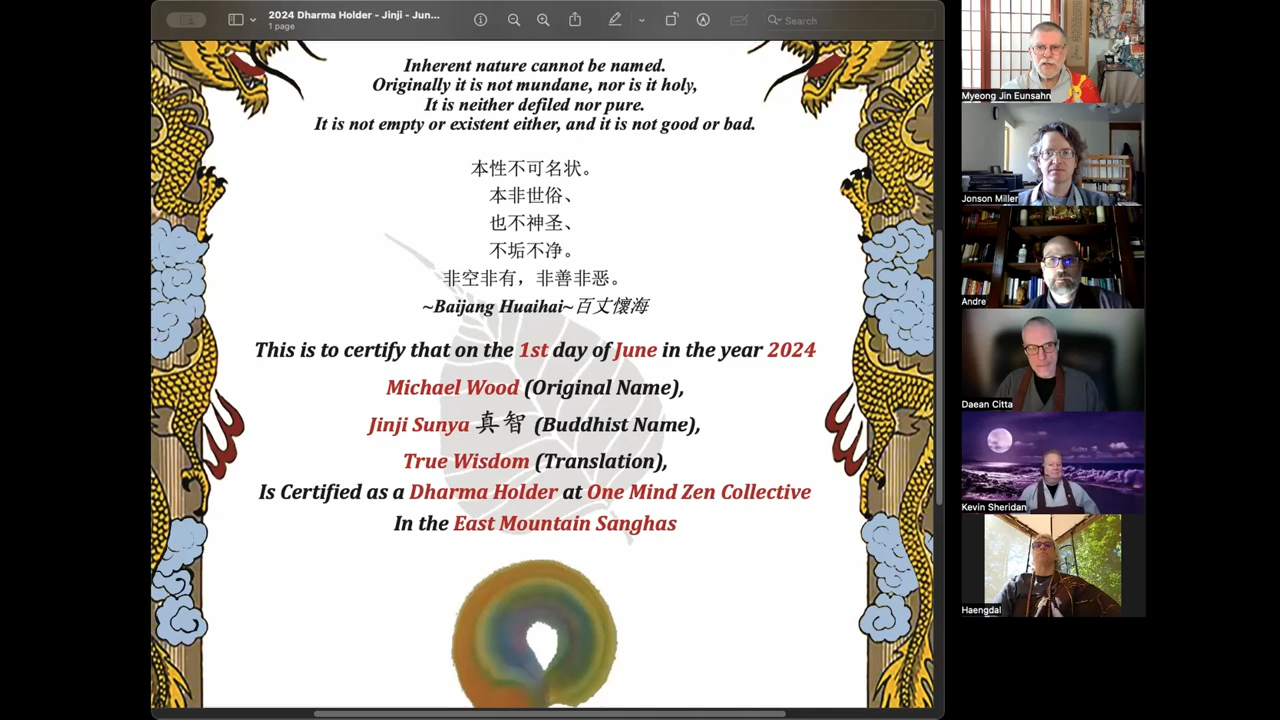 2024 Dharma Holder - Jinji - Jun...
1 page
Search
Inherent nature cannot be named.
Originally it is not mundane, nor is it holy,
It is neither defiled nor pure.
It is not empty or existent either, and it is not good or bad.
本性不可名状。
本非世俗、
也不神圣、
不垢不净。
非空非有，非善非恶。
~Baijang Huaihai~百丈懷海
This is to certify that on the 1st day of June in the year 2024
Michael Wood (Original Name),
Jinji Sunya 真智 (Buddhist Name),
True Wisdom (Translation),
Is Certified as a Dharma Holder at One Mind Zen Collective
In the East Mountain Sanghas
Myeong Jin Eunsahn
Jonson Miller
Andre
Daean Citta
Kevin Sheridan
Haengdal